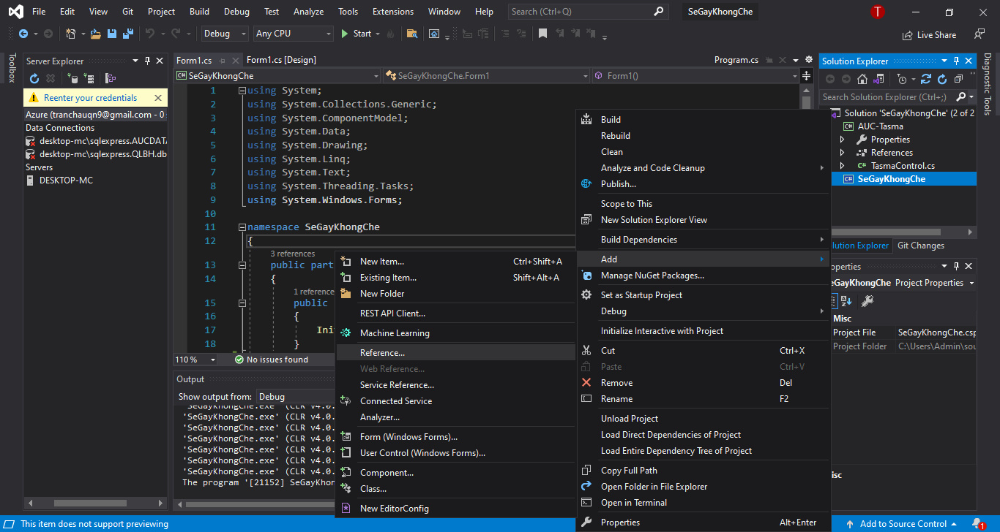 File Edit View Git Project Build Debug Test Analyze Tools Extensions Window Help Search (Ctrl+Q) SeGayKhongChe T
Debug Any CPU Start Live Share
Toolbox
Server Explorer
Reenter your credentials
Azure (tranchauqn9@gmail.com - 0
Data Connections
desktop-mc\sqlexpress.AUCDATA
desktop-mc\sqlexpress.QLBH.db
Servers
DESKTOP-MC
Form1.cs Form1.cs [Design] Program.cs
SeGayKhongChe SeGayKhongChe.Form1 Form1()
1 using System;
2 using System.Collections.Generic;
3 using System.ComponentModel;
4 using System.Data;
5 using System.Drawing;
6 using System.Linq;
7 using System.Text;
8 using System.Threading.Tasks;
9 using System.Windows.Forms;
10
11 namespace SeGayKhongChe
12 {
3 references
13 public part
14 {
1 reference
15 public
16 {
17 Ini
18 }
110 % No issues found
Output
Show output from: Debug
'SeGayKhongChe.exe' (CLR v4.0.
'SeGayKhongChe.exe' (CLR v4.0.
'SeGayKhongChe.exe' (CLR v4.0.
'SeGayKhongChe.exe' (CLR v4.0.
'SeGayKhongChe.exe' (CLR v4.0.
'SeGayKhongChe.exe' (CLR v4.0.
'SeGayKhongChe.exe' (CLR v4.0.
The program '[21152] SeGayKhon
New Item... Ctrl+Shift+A
Existing Item... Shift+Alt+A
New Folder
REST API Client...
Machine Learning
Reference...
Web Reference...
Service Reference...
Connected Service
Analyzer...
Form (Windows Forms)...
User Control (Windows Forms)...
Component...
Class...
New EditorConfig
Build
Rebuild
Clean
Analyze and Code Cleanup
Publish...
Scope to This
New Solution Explorer View
Build Dependencies
Add
Manage NuGet Packages...
Set as Startup Project
Debug
Initialize Interactive with Project
Cut Ctrl+X
Paste Ctrl+V
Remove Del
Rename F2
Unload Project
Load Direct Dependencies of Project
Load Entire Dependency Tree of Project
Copy Full Path
Open Folder in File Explorer
Open in Terminal
Properties Alt+Enter
Solution Explorer
Search Solution Explorer (Ctrl+;)
Solution 'SeGayKhongChe' (2 of 2
C# AUC-Tasma
Properties
References
C# TasmaControl.cs
C# SeGayKhongChe
lution Explorer Git Changes
operties
eGayKhongChe Project Properties
Misc
Project File SeGayKhongChe.csp
Project Folder C:\Users\Admin\sou
isc
Diagnostic Tools
This item does not support previewing Add to Source Control 1